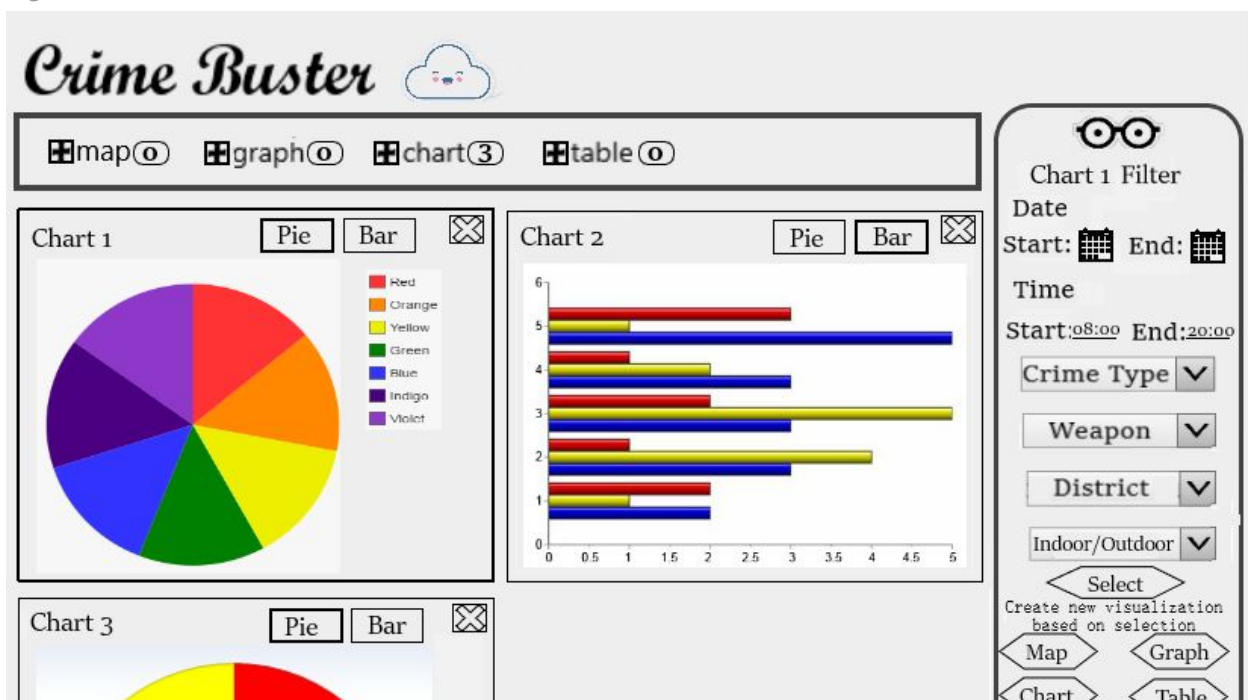 Crime Buster
map 0 graph 0 chart 3 table 0
Chart 1 Pie Bar
Red
Orange
Yellow
Green
Blue
Indigo
Violet
Chart 2 Pie Bar
6
5
4
3
2
1
0
0 0.5 1 1.5 2 2.5 3 3.5 4 4.5 5
Chart 3 Pie Bar
Chart 1 Filter
Date
Start: End:
Time
Start:08:00 End:20:00
Crime Type
Weapon
District
Indoor/Outdoor
Select
Create new visualization
based on selection
Map Graph
Chart Table